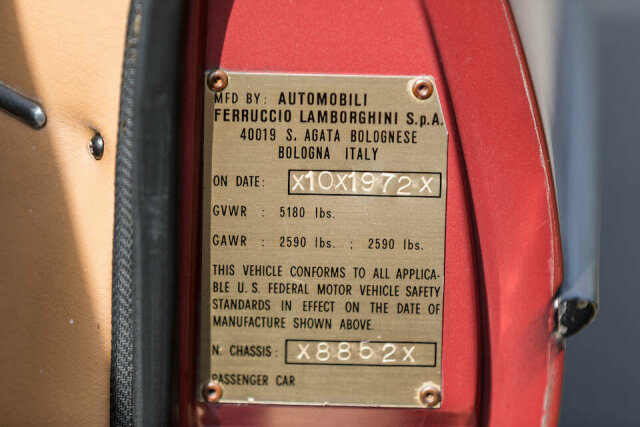 MFD BY: AUTOMOBILI
FERRUCCIO LAMBORGHINI S.p.A.
40019 S. AGATA BOLOGNESE
BOLOGNA ITALY
ON DATE: X10X1972X
GVWR : 5180 lbs.
GAWR : 2590 lbs. : 2590 lbs.
THIS VEHICLE CONFORMS TO ALL APPLICA-
BLE U.S. FEDERAL MOTOR VEHICLE SAFETY
STANDARDS IN EFFECT ON THE DATE OF
MANUFACTURE SHOWN ABOVE.
N. CHASSIS: X8852X
PASSENGER CAR